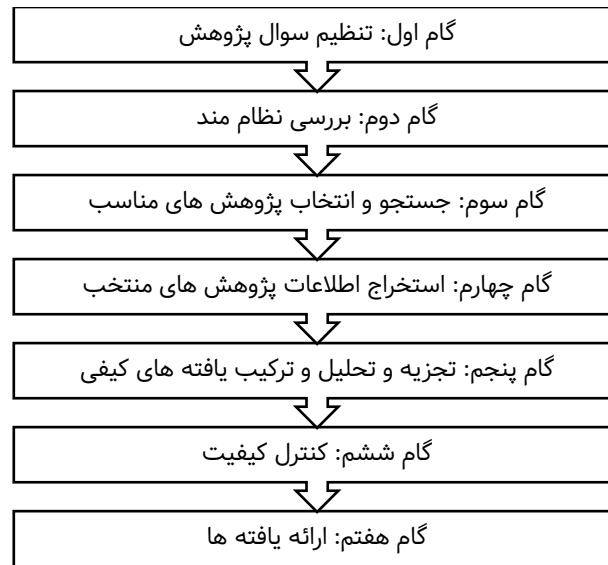 گام اول: تنظیم سوال پژوهش
گام دوم: بررسی نظام مند
گام سوم: جستجو و انتخاب پژوهش های مناسب
گام چهارم: استخراج اطلاعات پژوهش های منتخب
گام پنجم: تجزیه و تحلیل و ترکیب یافته های کیفی
گام ششم: کنترل کیفیت
گام هفتم: ارائه یافته ها